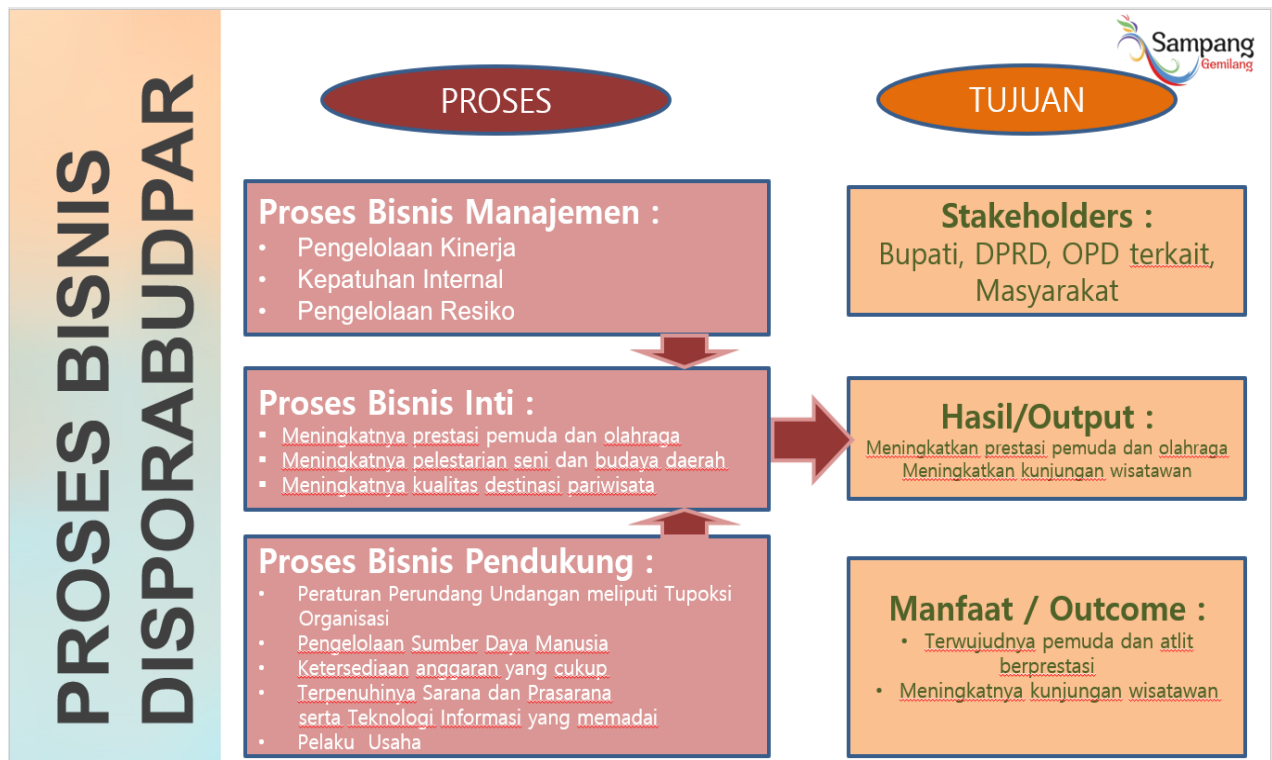 PROSES BISNIS
DISPORABUDPAR
Sampang
Gemilang
PROSES
TUJUAN
Proses Bisnis Manajemen :
• Pengelolaan Kinerja
• Kepatuhan Internal
• Pengelolaan Resiko
Proses Bisnis Inti :
▪ Meningkatnya prestasi pemuda dan olahraga
▪ Meningkatnya pelestarian seni dan budaya daerah
▪ Meningkatnya kualitas destinasi pariwisata
Proses Bisnis Pendukung :
• Peraturan Perundang Undangan meliputi Tupoksi
Organisasi
• Pengelolaan Sumber Daya Manusia
• Ketersediaan anggaran yang cukup
• Terpenuhinya Sarana dan Prasarana
serta Teknologi Informasi yang memadai
• Pelaku Usaha
Stakeholders :
Bupati, DPRD, OPD terkait,
Masyarakat
Hasil/Output :
Meningkatkan prestasi pemuda dan olahraga
Meningkatkan kunjungan wisatawan
Manfaat / Outcome :
• Terwujudnya pemuda dan atlit
berprestasi
• Meningkatnya kunjungan wisatawan